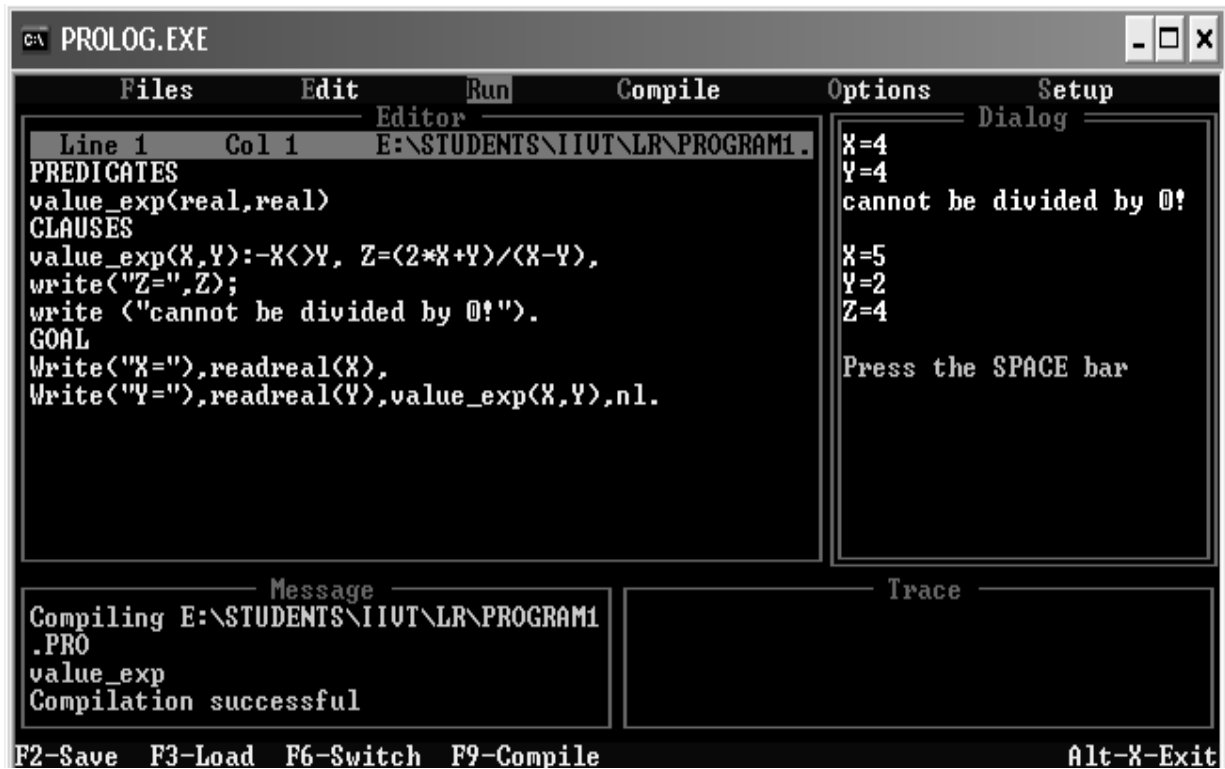 C:\ PROLOG.EXE
Files Edit Run Compile Options Setup
Editor
Line 1 Col 1 E:\STUDENTS\IIVT\LR\PROGRAM1.
PREDICATES
value_exp(real,real)
CLAUSES
value_exp(X,Y):-X<>Y, Z=(2*X+Y)/(X-Y),
write("Z=",Z);
write ("cannot be divided by 0!").
GOAL
Write("X="),readreal(X),
Write("Y="),readreal(Y),value_exp(X,Y),nl.
Dialog
X=4
Y=4
cannot be divided by 0!
X=5
Y=2
Z=4
Press the SPACE bar
Message
Compiling E:\STUDENTS\IIVT\LR\PROGRAM1
.PRO
value_exp
Compilation successful
Trace
F2-Save F3-Load F6-Switch F9-Compile Alt-X-Exit